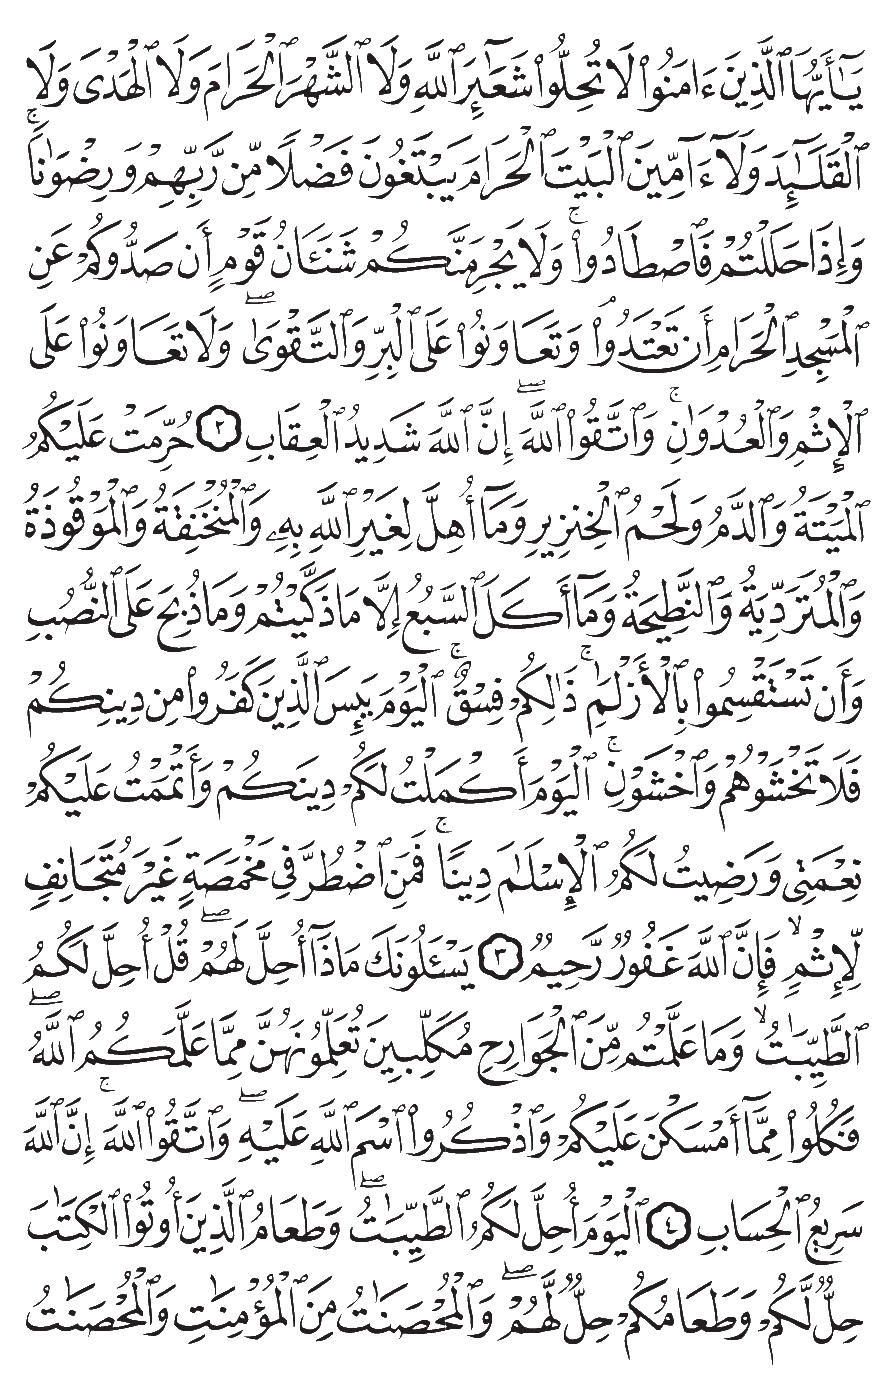 يَـٰٓأَيُّهَا ٱلَّذِينَ ءَامَنُوا۟ لَا تُحِلُّوا۟ شَعَـٰٓئِرَ ٱللَّهِ وَلَا ٱلشَّهْرَ ٱلْحَرَامَ وَلَا ٱلْهَدْىَ وَلَا
ٱلْقَلَـٰٓئِدَ وَلَآ ءَآمِّينَ ٱلْبَيْتَ ٱلْحَرَامَ يَبْتَغُونَ فَضْلًا مِّن رَّبِّهِمْ وَرِضْوَٰنًا ۚ
وَإِذَا حَلَلْتُمْ فَٱصْطَادُوا۟ ۚ وَلَا يَجْرِمَنَّكُمْ شَنَـَٔانُ قَوْمٍ أَن صَدُّوكُمْ عَنِ
ٱلْمَسْجِدِ ٱلْحَرَامِ أَن تَعْتَدُوا۟ ۘ وَتَعَاوَنُوا۟ عَلَى ٱلْبِرِّ وَٱلتَّقْوَىٰ ۖ وَلَا تَعَاوَنُوا۟ عَلَى
ٱلْإِثْمِ وَٱلْعُدْوَٰنِ ۚ وَٱتَّقُوا۟ ٱللَّهَ ۖ إِنَّ ٱللَّهَ شَدِيدُ ٱلْعِقَابِ ٢ حُرِّمَتْ عَلَيْكُمُ
ٱلْمَيْتَةُ وَٱلدَّمُ وَلَحْمُ ٱلْخِنزِيرِ وَمَآ أُهِلَّ لِغَيْرِ ٱللَّهِ بِهِۦ وَٱلْمُنْخَنِقَةُ وَٱلْمَوْقُوذَةُ
وَٱلْمُتَرَدِّيَةُ وَٱلنَّطِيحَةُ وَمَآ أَكَلَ ٱلسَّبُعُ إِلَّا مَا ذَكَّيْتُمْ وَمَا ذُبِحَ عَلَى ٱلنُّصُبِ
وَأَن تَسْتَقْسِمُوا۟ بِٱلْأَزْلَـٰمِ ۚ ذَٰلِكُمْ فِسْقٌ ۗ ٱلْيَوْمَ يَئِسَ ٱلَّذِينَ كَفَرُوا۟ مِن دِينِكُمْ
فَلَا تَخْشَوْهُمْ وَٱخْشَوْنِ ۚ ٱلْيَوْمَ أَكْمَلْتُ لَكُمْ دِينَكُمْ وَأَتْمَمْتُ عَلَيْكُمْ
نِعْمَتِى وَرَضِيتُ لَكُمُ ٱلْإِسْلَـٰمَ دِينًا ۚ فَمَنِ ٱضْطُرَّ فِى مَخْمَصَةٍ غَيْرَ مُتَجَانِفٍ
لِّإِثْمٍ ۙ فَإِنَّ ٱللَّهَ غَفُورٌ رَّحِيمٌ ٣ يَسْـَٔلُونَكَ مَاذَآ أُحِلَّ لَهُمْ ۖ قُلْ أُحِلَّ لَكُمُ
ٱلطَّيِّبَـٰتُ ۙ وَمَا عَلَّمْتُم مِّنَ ٱلْجَوَارِحِ مُكَلِّبِينَ تُعَلِّمُونَهُنَّ مِمَّا عَلَّمَكُمُ ٱللَّهُ ۖ
فَكُلُوا۟ مِمَّآ أَمْسَكْنَ عَلَيْكُمْ وَٱذْكُرُوا۟ ٱسْمَ ٱللَّهِ عَلَيْهِ ۖ وَٱتَّقُوا۟ ٱللَّهَ ۚ إِنَّ ٱللَّهَ
سَرِيعُ ٱلْحِسَابِ ٤ ٱلْيَوْمَ أُحِلَّ لَكُمُ ٱلطَّيِّبَـٰتُ ۖ وَطَعَامُ ٱلَّذِينَ أُوتُوا۟ ٱلْكِتَـٰبَ
حِلٌّ لَّكُمْ وَطَعَامُكُمْ حِلٌّ لَّهُمْ ۖ وَٱلْمُحْصَنَـٰتُ مِنَ ٱلْمُؤْمِنَـٰتِ وَٱلْمُحْصَنَـٰتُ